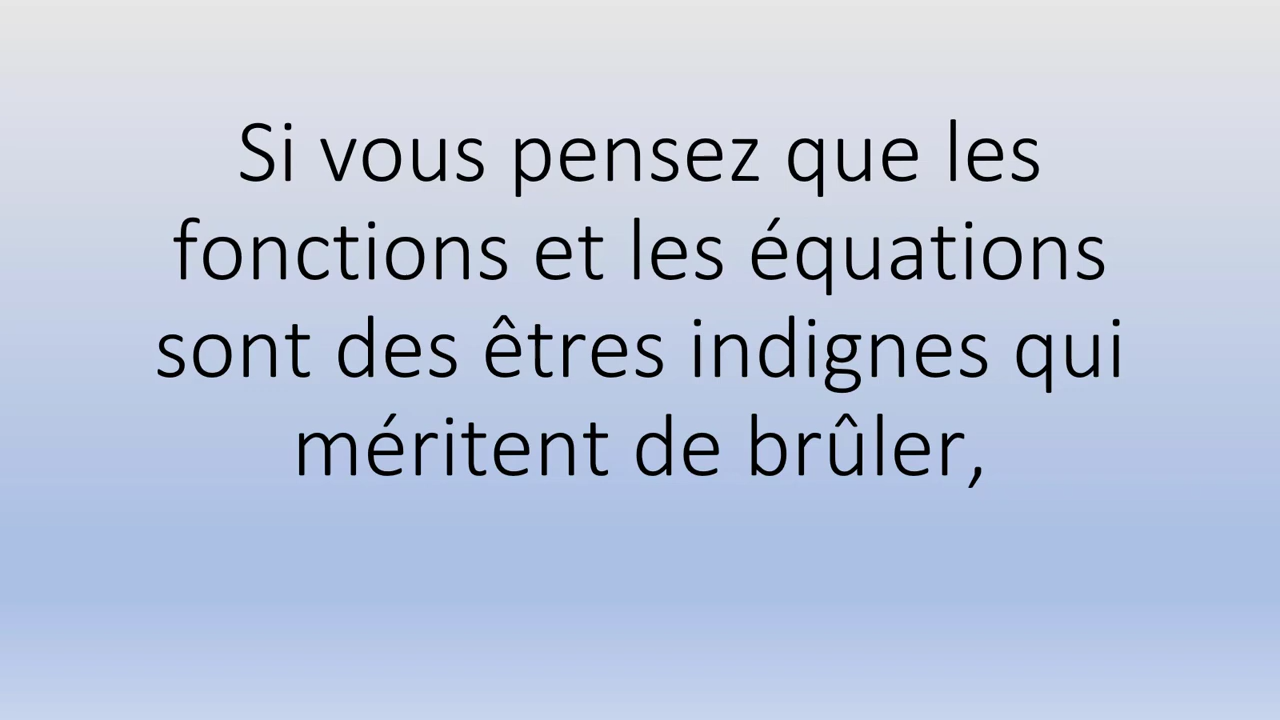 Si vous pensez que les
fonctions et les équations
sont des êtres indignes qui
méritent de brûler,